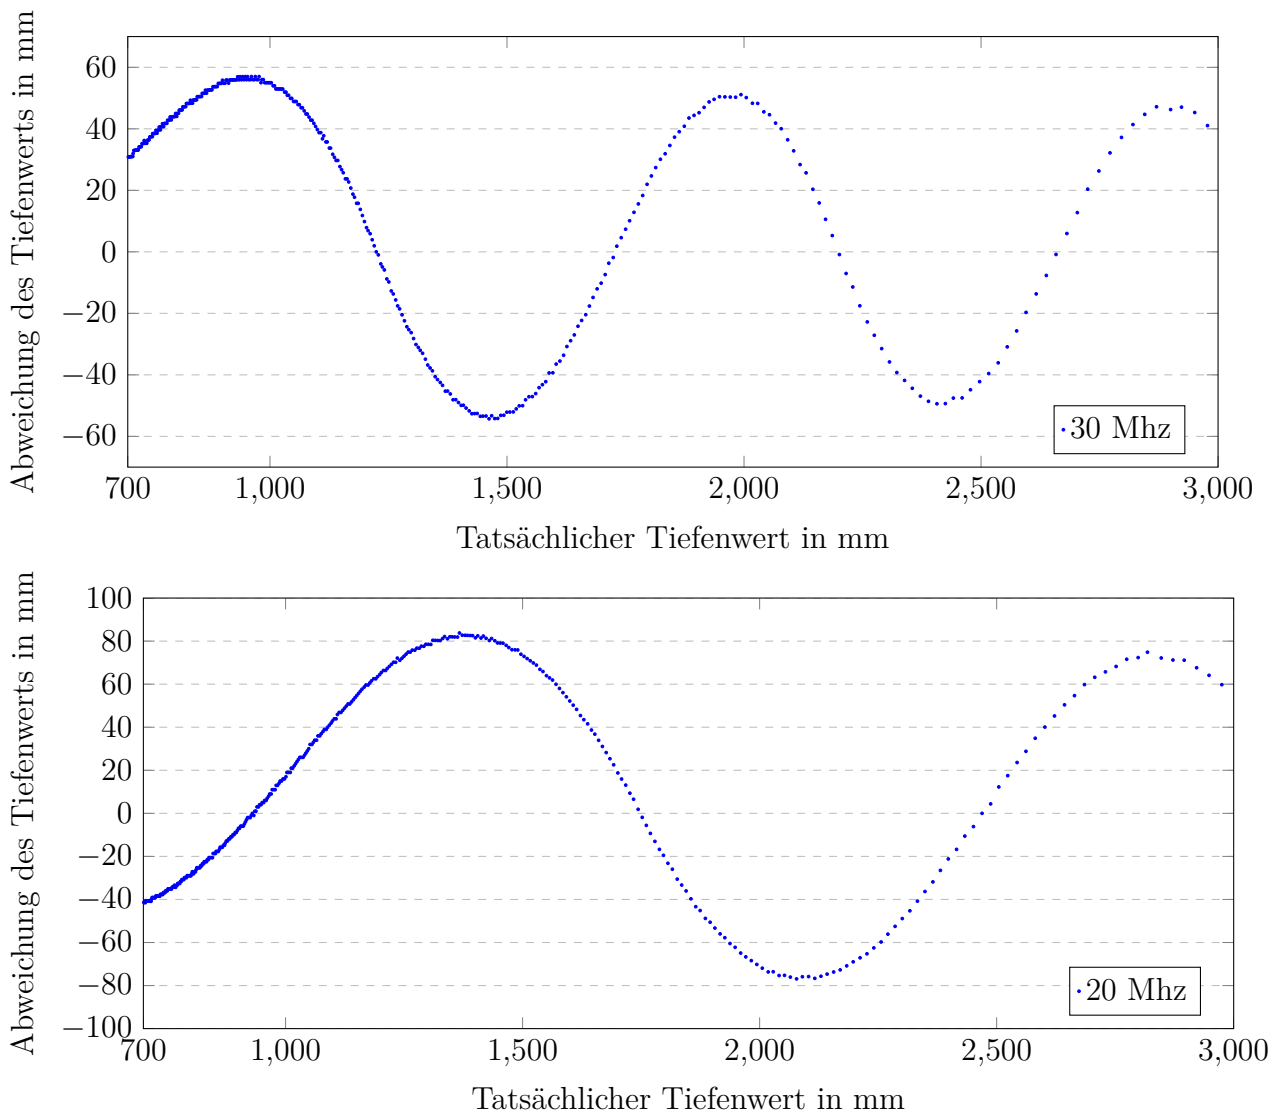 Abweichung des Tiefenwerts in mm
60
40
20
0
−20
−40
−60
700 1,000 1,500 2,000 2,500 3,000
Tatsächlicher Tiefenwert in mm
30 Mhz
Abweichung des Tiefenwerts in mm
100
80
60
40
20
0
−20
−40
−60
−80
−100
700 1,000 1,500 2,000 2,500 3,000
Tatsächlicher Tiefenwert in mm
20 Mhz